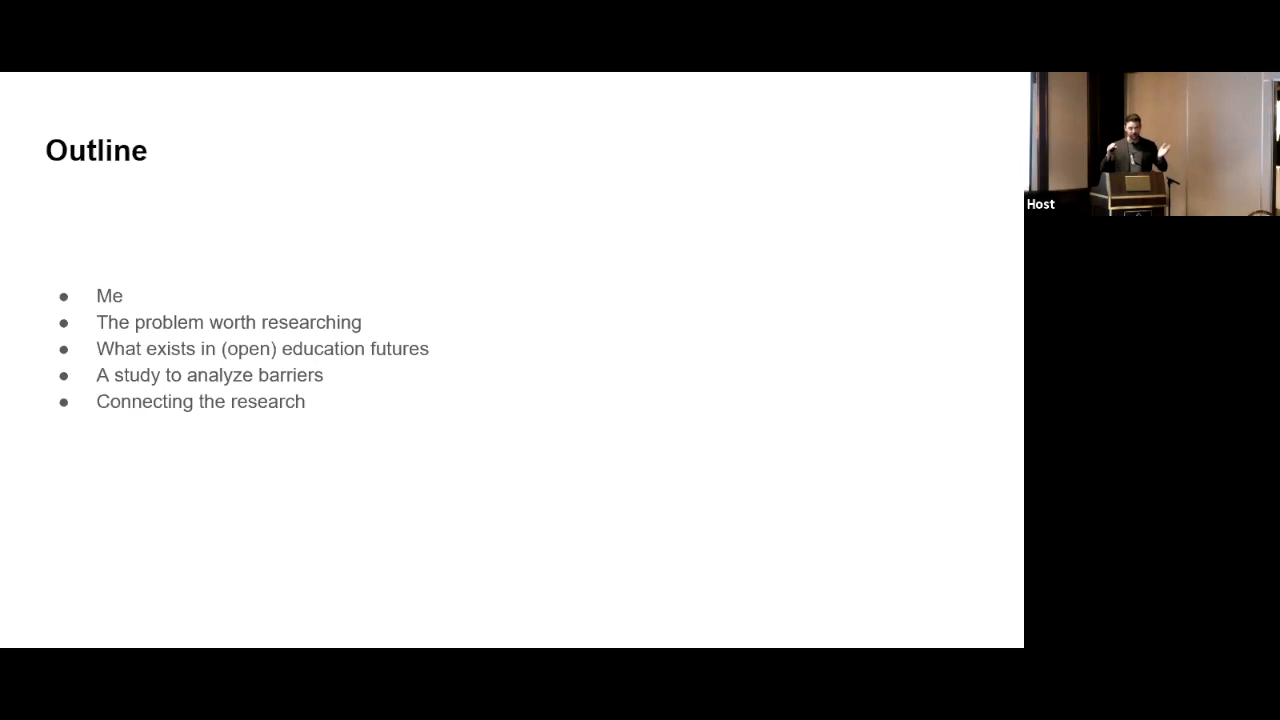 Outline
● Me
● The problem worth researching
● What exists in (open) education futures
● A study to analyze barriers
● Connecting the research
Host